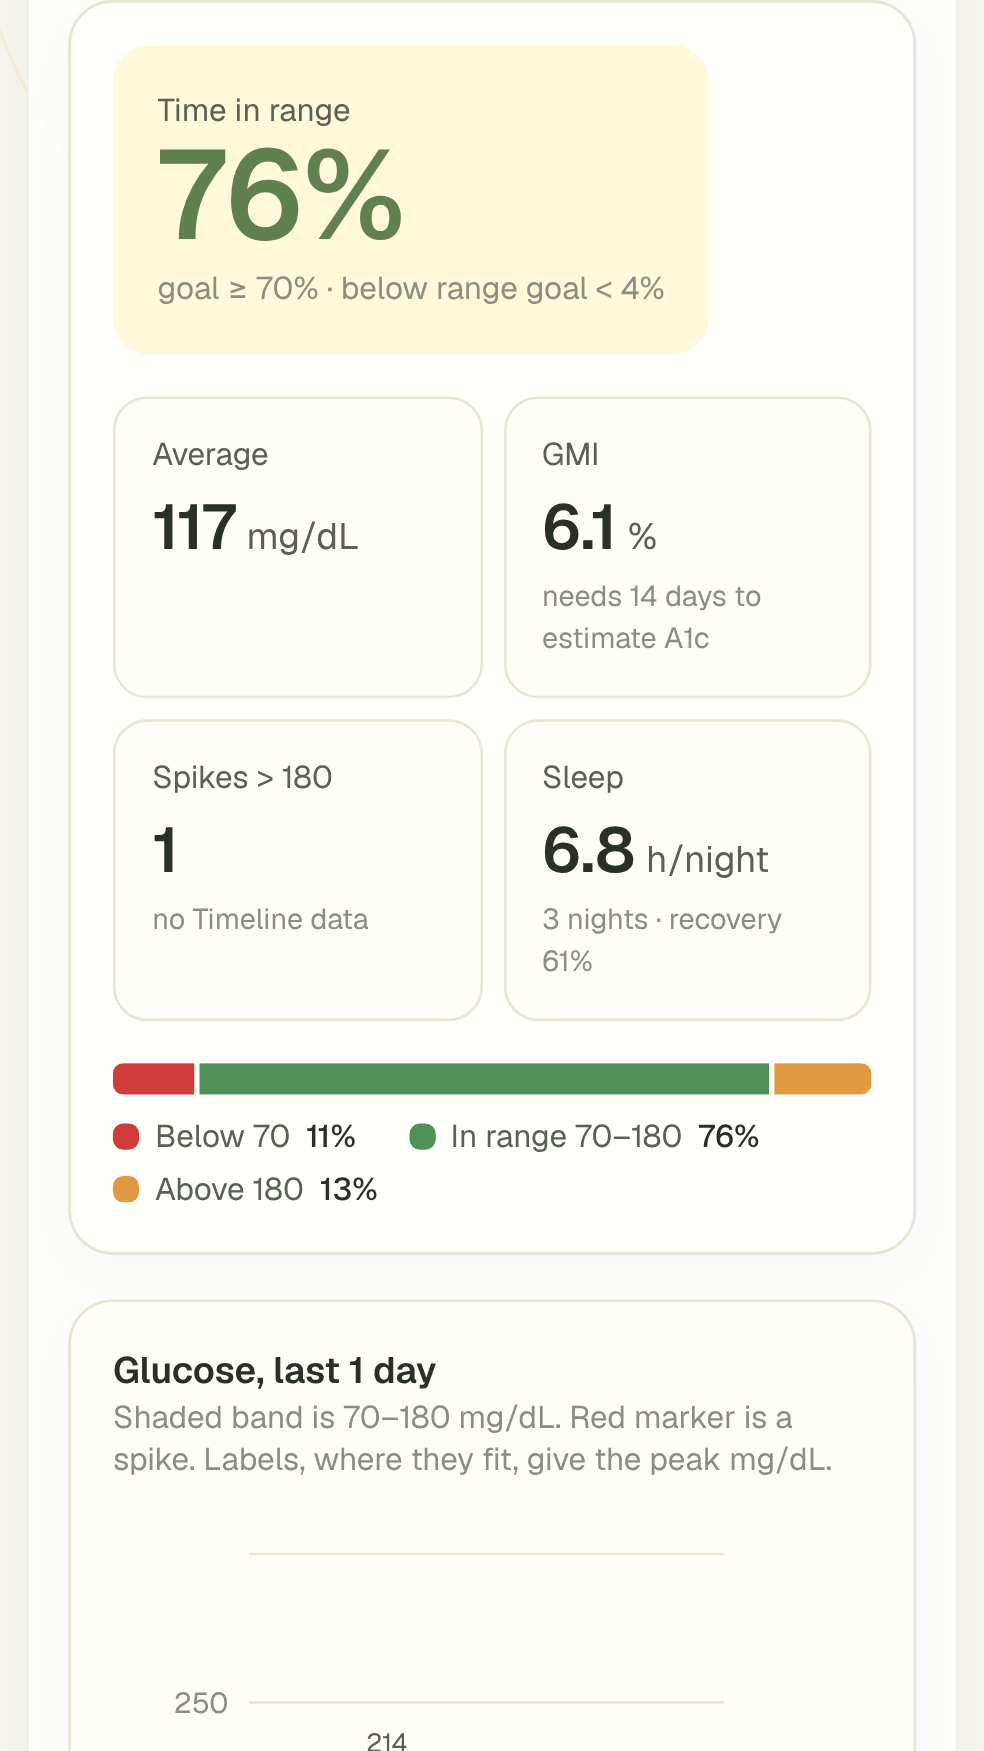 Time in range
76%
goal ≥ 70% · below range goal < 4%
Average
117 mg/dL
GMI
6.1 %
needs 14 days to
estimate A1c
Spikes > 180
1
no Timeline data
Sleep
6.8 h/night
3 nights · recovery
61%
Below 70 11%
In range 70–180 76%
Above 180 13%
Glucose, last 1 day
Shaded band is 70–180 mg/dL. Red marker is a
spike. Labels, where they fit, give the peak mg/dL.
250
214